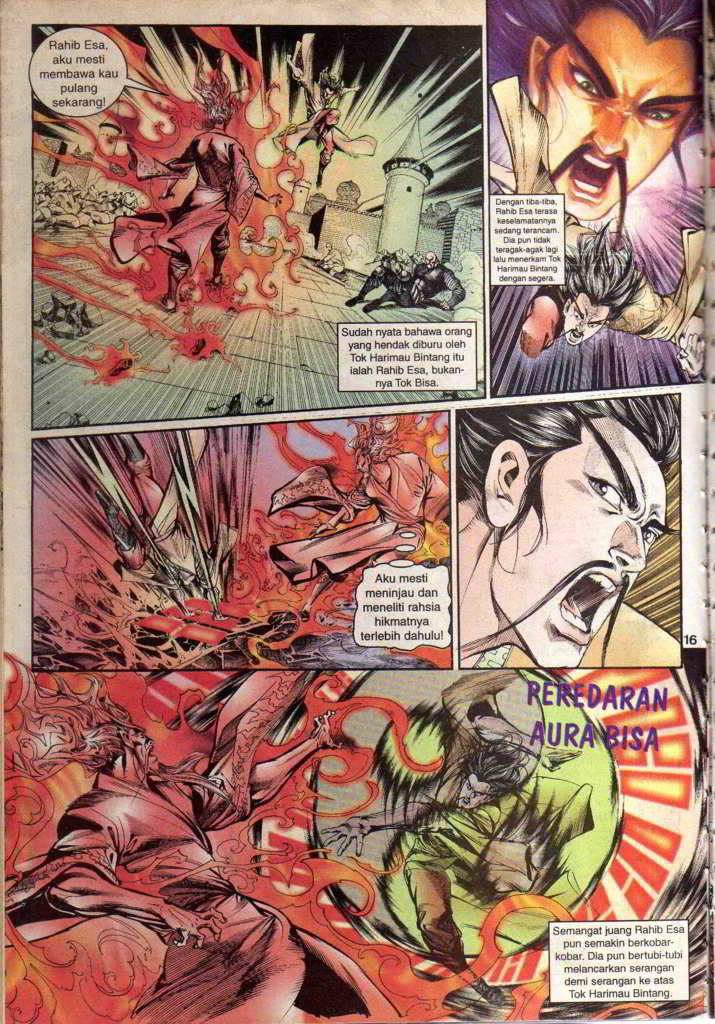 Rahib Esa,
aku mesti
membawa kau
pulang
sekarang!
Sudah nyata bahawa orang
yang hendak diburu oleh
Tok Harimau Bintang itu
ialah Rahib Esa, bukan-
nya Tok Bisa.
Dengan tiba-tiba,
Rahib Esa terasa
keselamatannya
sedang terancam.
Dia pun tidak
teragak-agak lagi
lalu menerkam Tok
Harimau Bintang
dengan segera.
Aku mesti
meninjau dan
meneliti rahsia
hikmatnya
terlebih dahulu!
16
PEREDARAN
AURA BISA
Semangat juang Rahib Esa
pun semakin berkobar-
kobar. Dia pun bertubi-tubi
melancarkan serangan
demi serangan ke atas
Tok Harimau Bintang.